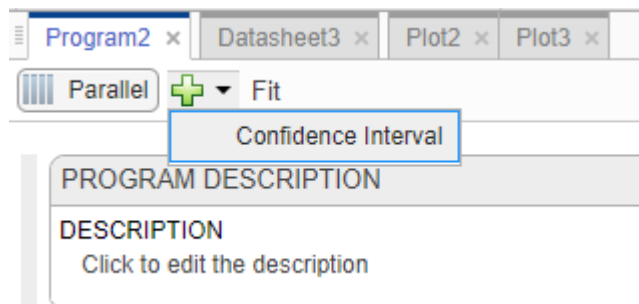 Program2 × Datasheet3 × Plot2 × Plot3 ×
Parallel Fit
Confidence Interval
PROGRAM DESCRIPTION
DESCRIPTION
Click to edit the description